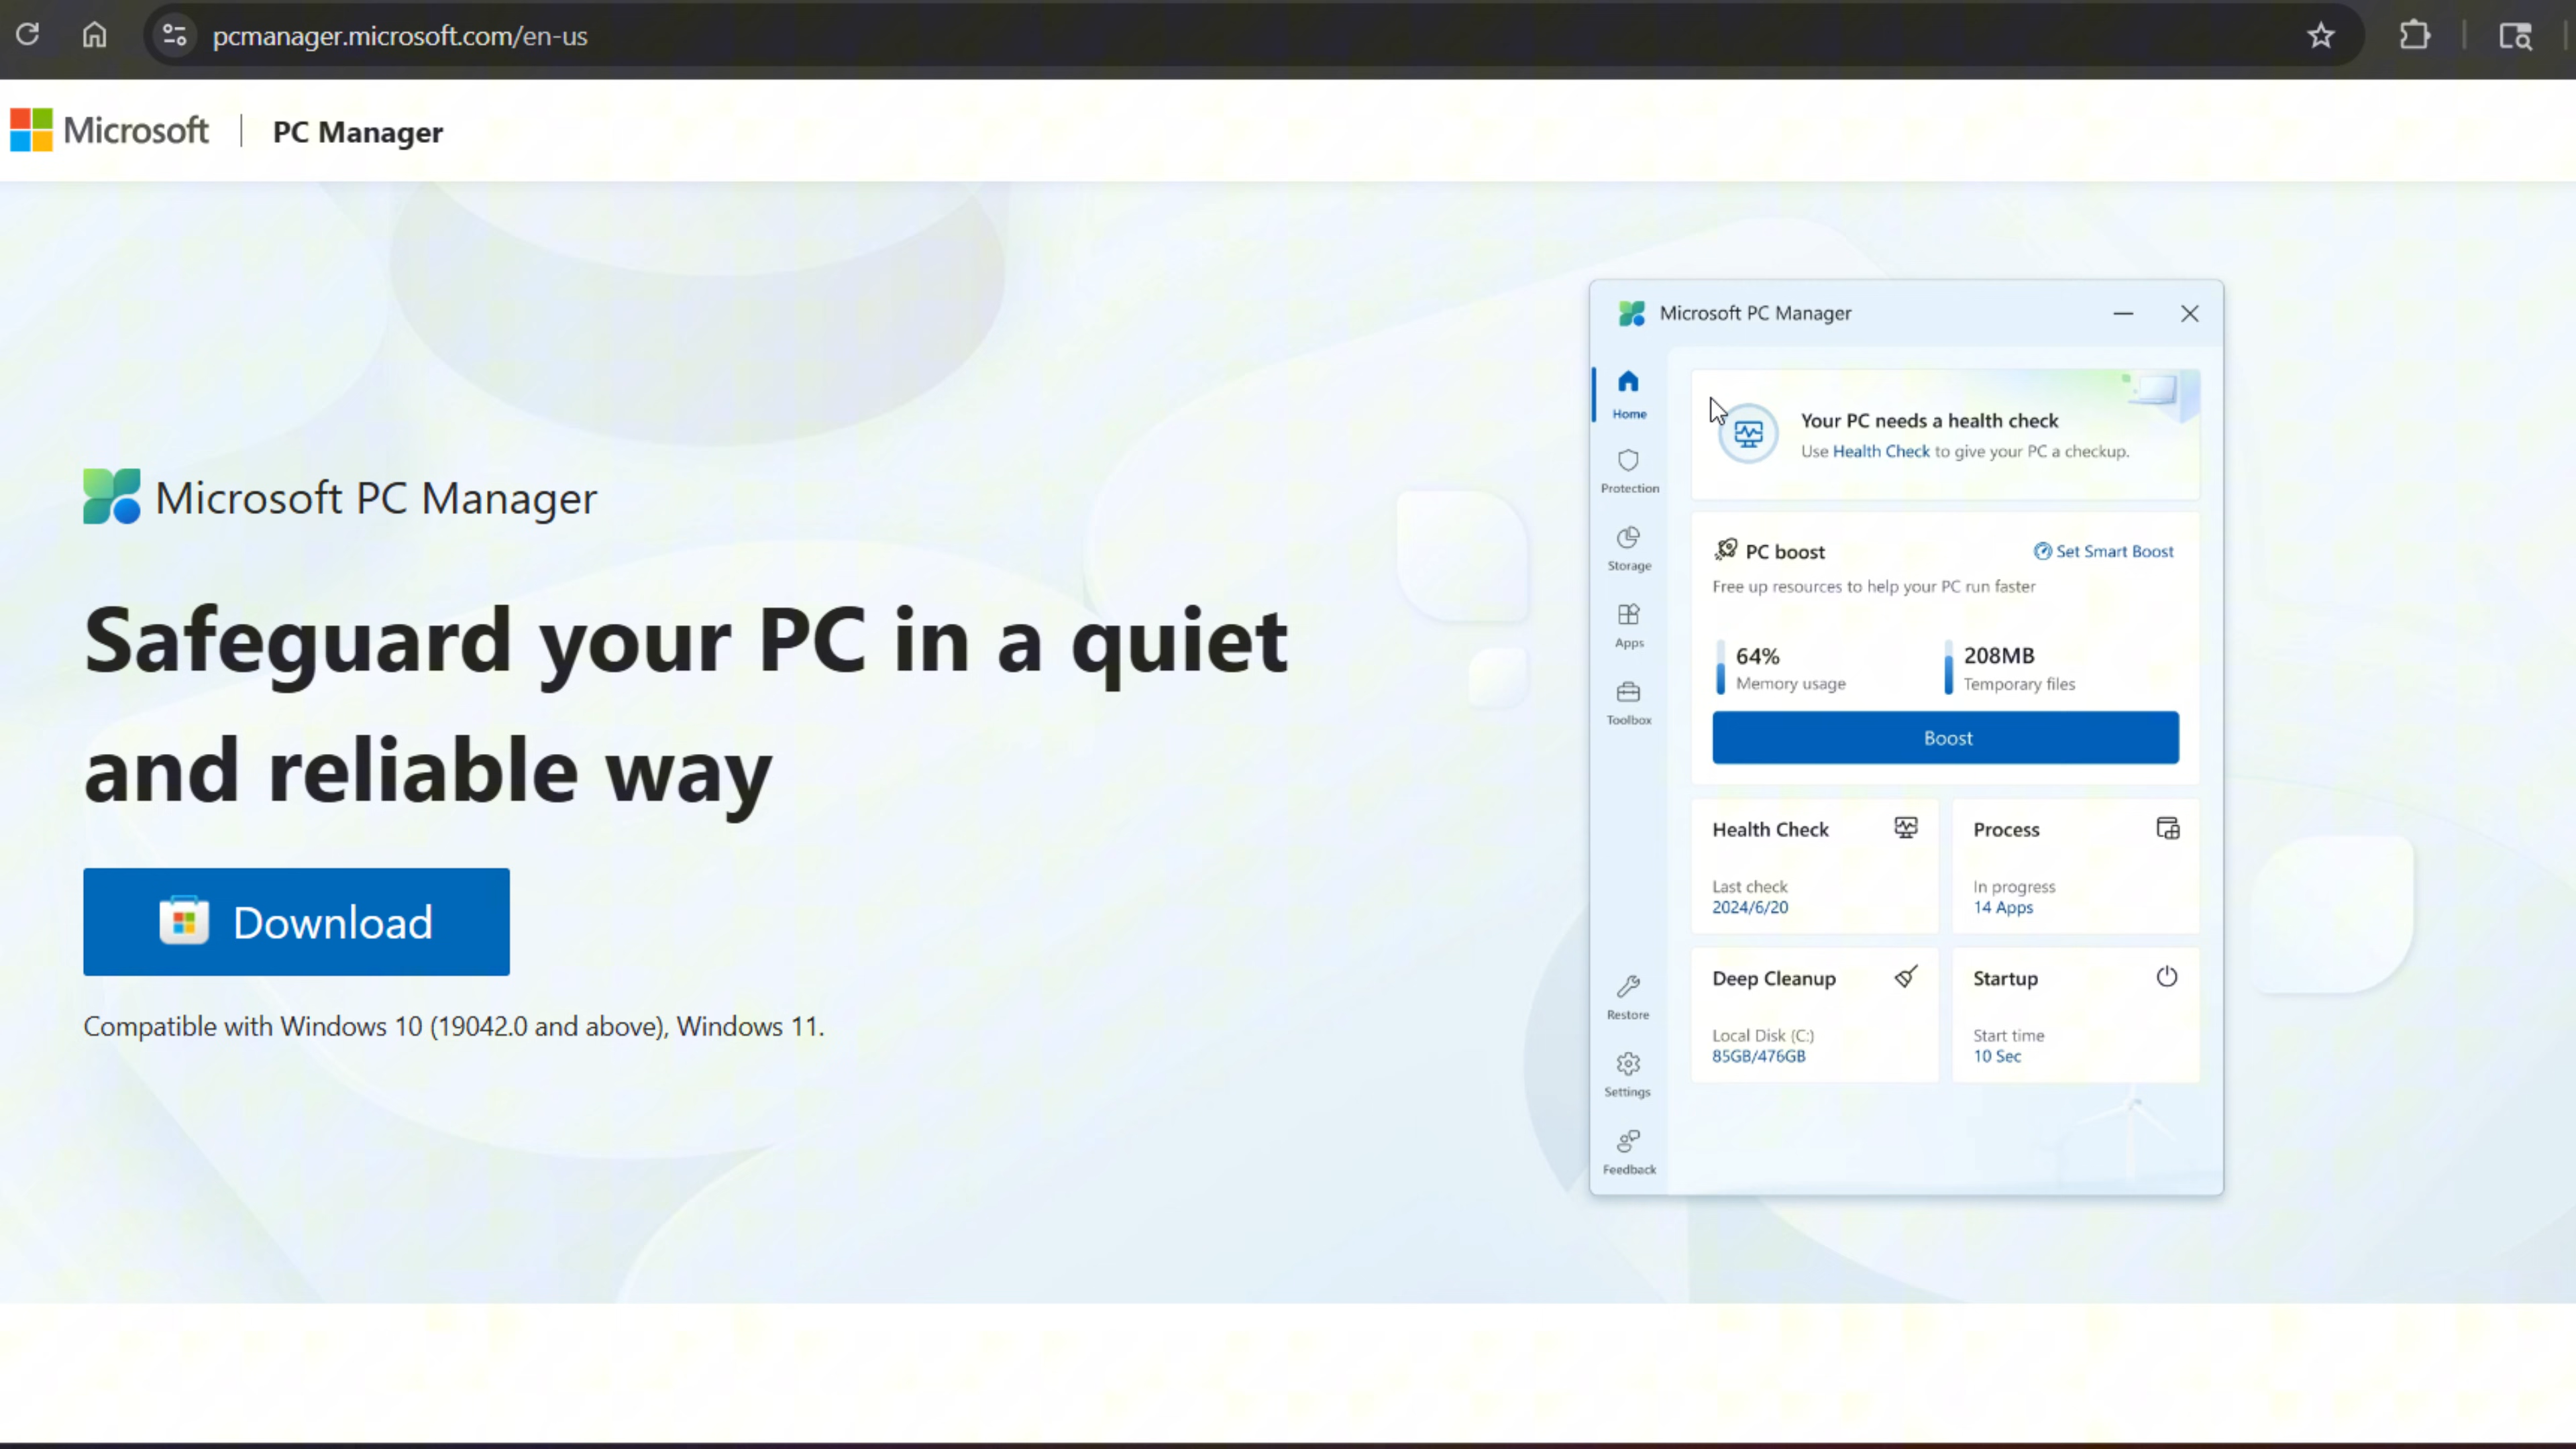 pcmanager.microsoft.com/en-us
Microsoft | PC Manager
Microsoft PC Manager
Safeguard your PC in a quiet
and reliable way
Download
Compatible with Windows 10 (19042.0 and above), Windows 11.
Microsoft PC Manager
Home
Protection
Storage
Apps
Toolbox
Restore
Settings
Feedback
Your PC needs a health check
Use Health Check to give your PC a checkup.
PC boost
Set Smart Boost
Free up resources to help your PC run faster
64%
Memory usage
208MB
Temporary files
Boost
Health Check
Last check
2024/6/20
Process
In progress
14 Apps
Deep Cleanup
Local Disk (C:)
85GB/476GB
Startup
Start time
10 Sec